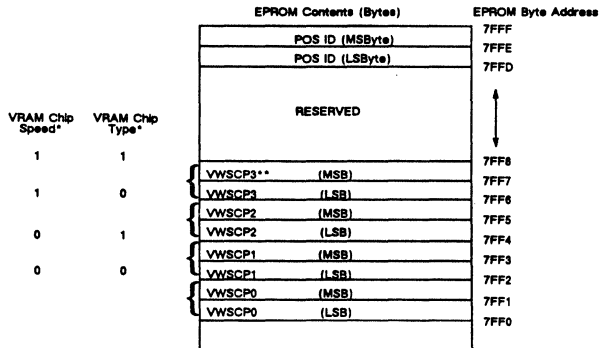 EPROM Contents (Bytes) EPROM Byte Address
7FFF
POS ID (MSByte)
7FFE
POS ID (LSByte)
7FFD
RESERVED
VRAM Chip Speed* VRAM Chip Type*
1 1
7FF8
VWSCP3** (MSB)
7FF7
1 0
VWSCP3 (LSB)
7FF6
VWSCP2 (MSB)
7FF5
0 1
VWSCP2 (LSB)
7FF4
VWSCP1 (MSB)
7FF3
0 0
VWSCP1 (LSB)
7FF2
VWSCP0 (MSB)
7FF1
VWSCP0 (LSB)
7FF0